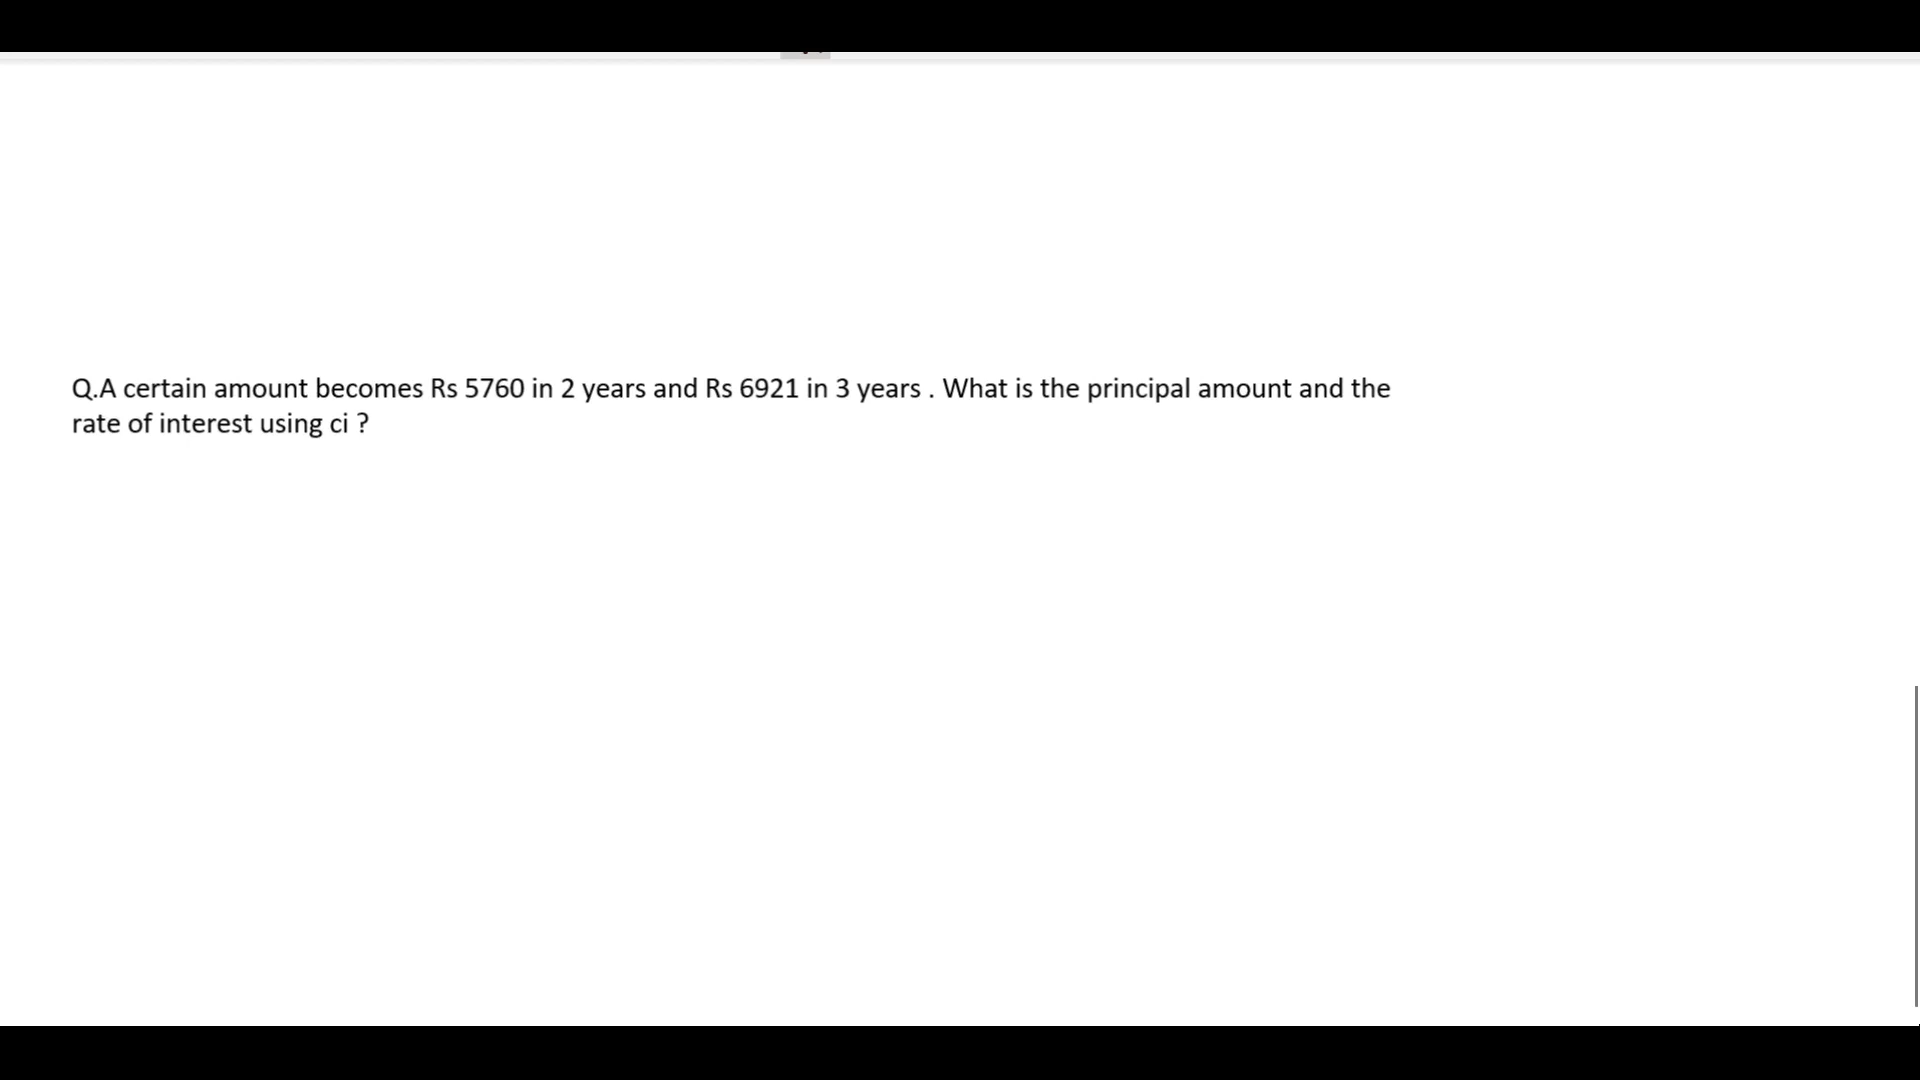 Q.A certain amount becomes Rs 5760 in 2 years and Rs 6921 in 3 years . What is the principal amount and the
rate of interest using ci ?